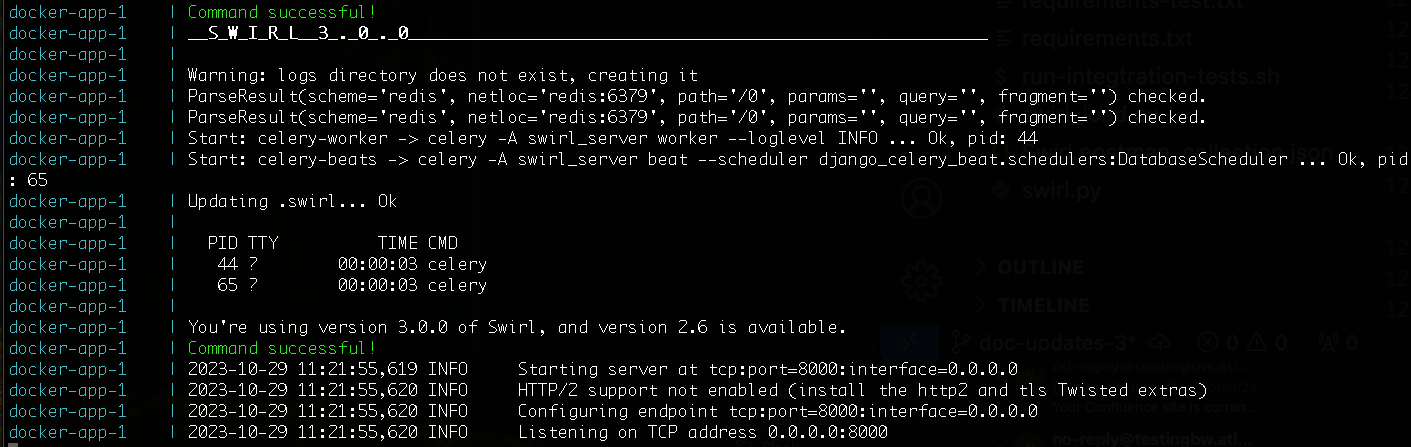 docker-app-1 | Command successful!
docker-app-1 | __S_W_I_R_L__3_._0_._0__________________________________________________________
docker-app-1 |
docker-app-1 | Warning: logs directory does not exist, creating it
docker-app-1 | ParseResult(scheme='redis', netloc='redis:6379', path='/0', params='', query='', fragment='') checked.
docker-app-1 | ParseResult(scheme='redis', netloc='redis:6379', path='/0', params='', query='', fragment='') checked.
docker-app-1 | Start: celery-worker -> celery -A swirl_server worker --loglevel INFO ... Ok, pid: 44
docker-app-1 | Start: celery-beats -> celery -A swirl_server beat --scheduler django_celery_beat.schedulers:DatabaseScheduler ... Ok, pid
: 65
docker-app-1 | Updating .swirl... Ok
docker-app-1 |
docker-app-1 | PID TTY TIME CMD
docker-app-1 | 44 ? 00:00:03 celery
docker-app-1 | 65 ? 00:00:03 celery
docker-app-1 |
docker-app-1 | You're using version 3.0.0 of Swirl, and version 2.6 is available.
docker-app-1 | Command successful!
docker-app-1 | 2023-10-29 11:21:55,619 INFO Starting server at tcp:port=8000:interface=0.0.0.0
docker-app-1 | 2023-10-29 11:21:55,620 INFO HTTP/2 support not enabled (install the http2 and tls Twisted extras)
docker-app-1 | 2023-10-29 11:21:55,620 INFO Configuring endpoint tcp:port=8000:interface=0.0.0.0
docker-app-1 | 2023-10-29 11:21:55,620 INFO Listening on TCP address 0.0.0.0:8000
requirements-test.txt
requirements.txt
run-integration-tests.sh
swirl.py
OUTLINE
TIMELINE
doc-updates-3* 0 0 0